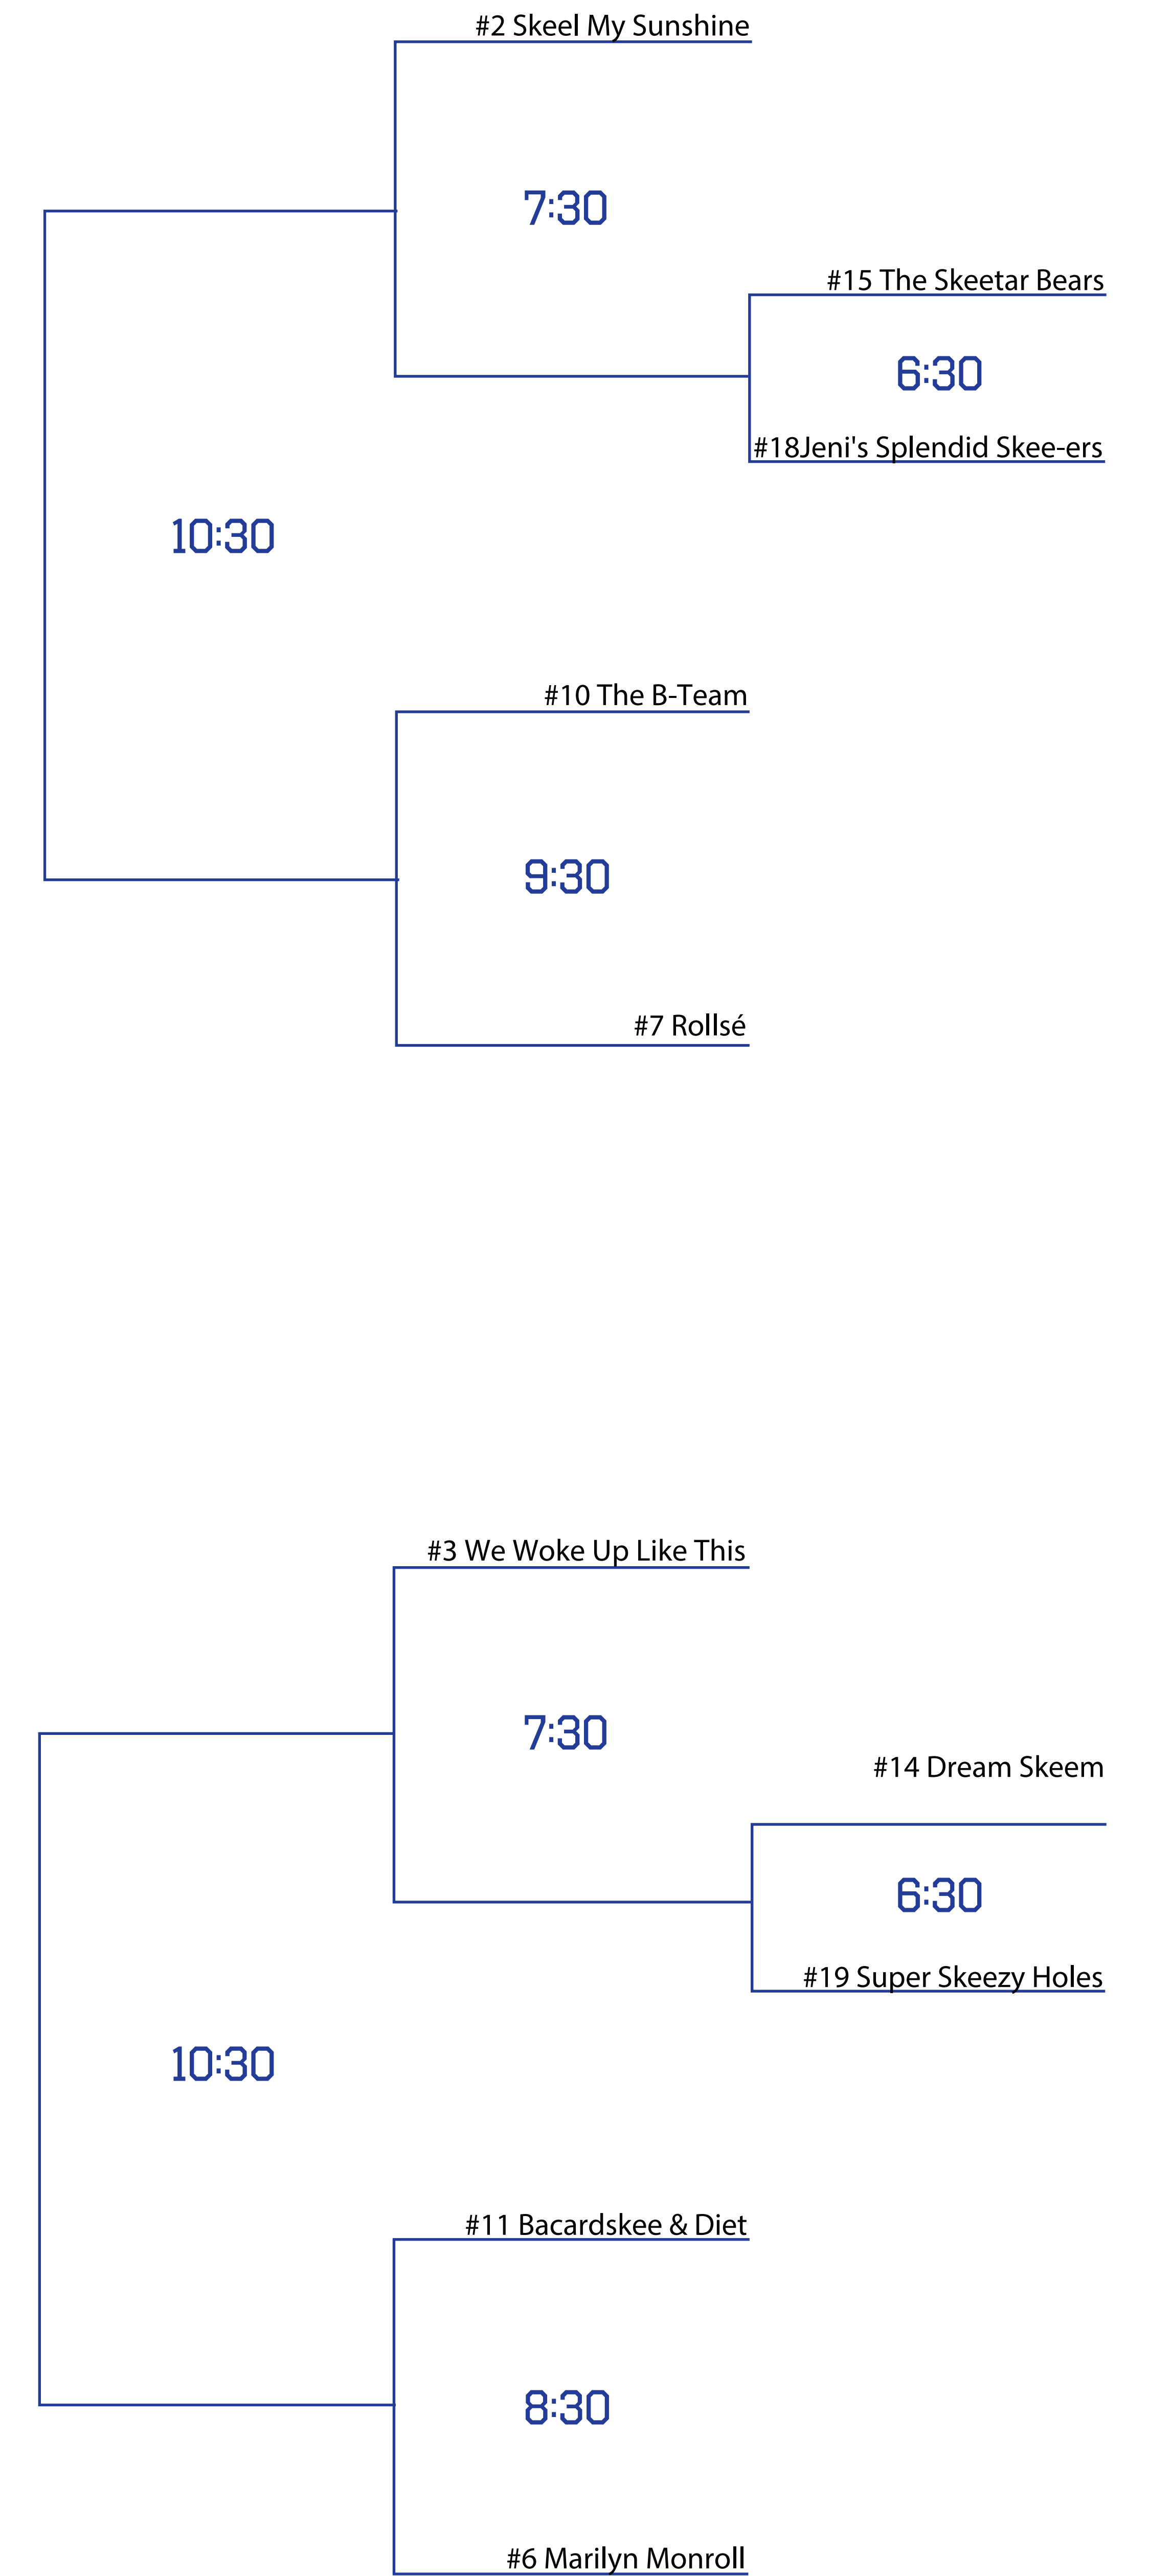 #2 Skeel My Sunshine
7:30
#15 The Skeetar Bears
6:30
#18Jeni's Splendid Skee-ers
10:30
#10 The B-Team
9:30
#7 Rollsé
#3 We Woke Up Like This
7:30
#14 Dream Skeem
6:30
#19 Super Skeezy Holes
10:30
#11 Bacardskee & Diet
8:30
#6 Marilyn Monroll